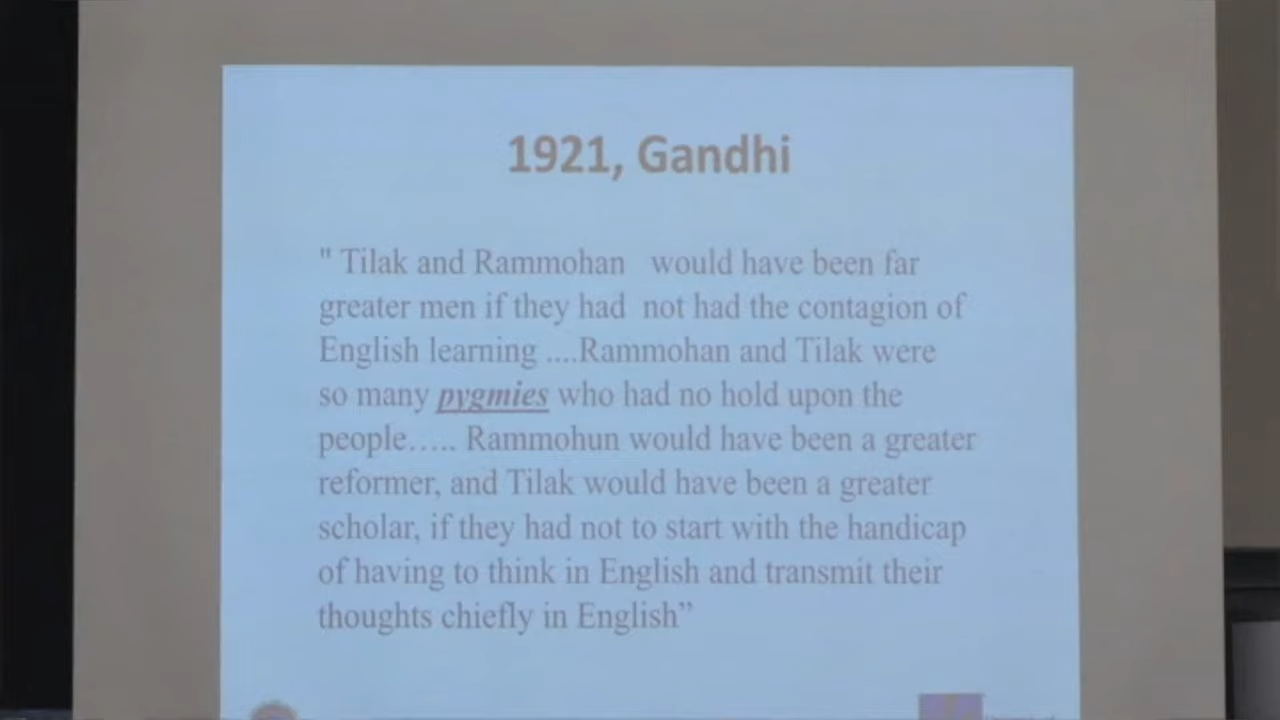 1921, Gandhi
" Tilak and Rammohan would have been far
greater men if they had not had the contagion of
English learning ....Rammohan and Tilak were
so many pygmies who had no hold upon the
people..... Rammohun would have been a greater
reformer, and Tilak would have been a greater
scholar, if they had not to start with the handicap
of having to think in English and transmit their
thoughts chiefly in English”